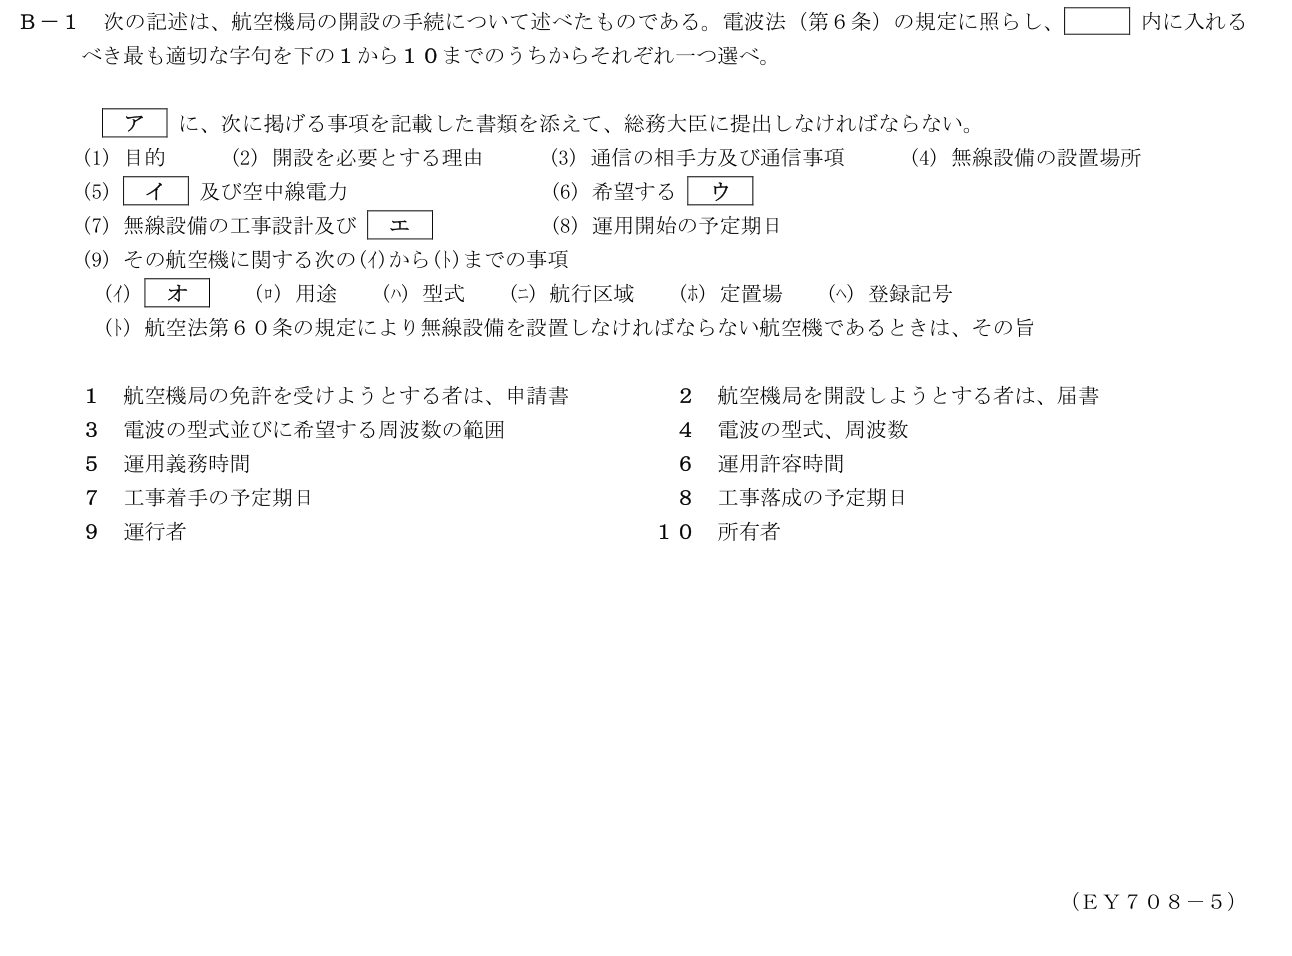 Ｂ－１　次の記述は、航空機局の開設の手続について述べたものである。電波法（第６条）の規定に照らし、　　　内に入れる
べき最も適切な字句を下の１から１０までのうちからそれぞれ一つ選べ。
ア に、次に掲げる事項を記載した書類を添えて、総務大臣に提出しなければならない。
(1) 目的　(2) 開設を必要とする理由　(3) 通信の相手方及び通信事項　(4) 無線設備の設置場所
(5) イ 及び空中線電力　(6) 希望する ウ
(7) 無線設備の工事設計及び エ　(8) 運用開始の予定期日
(9) その航空機に関する次の(ｲ)から(ﾄ)までの事項
(ｲ) オ　(ﾛ) 用途　(ﾊ) 型式　(ﾆ) 航行区域　(ﾎ) 定置場　(ﾍ) 登録記号
(ﾄ) 航空法第６０条の規定により無線設備を設置しなければならない航空機であるときは、その旨
１　航空機局の免許を受けようとする者は、申請書　２　航空機局を開設しようとする者は、届書
３　電波の型式並びに希望する周波数の範囲　４　電波の型式、周波数
５　運用義務時間　６　運用許容時間
７　工事着手の予定期日　８　工事落成の予定期日
９　運行者　１０　所有者
（ＥＹ７０８－５）